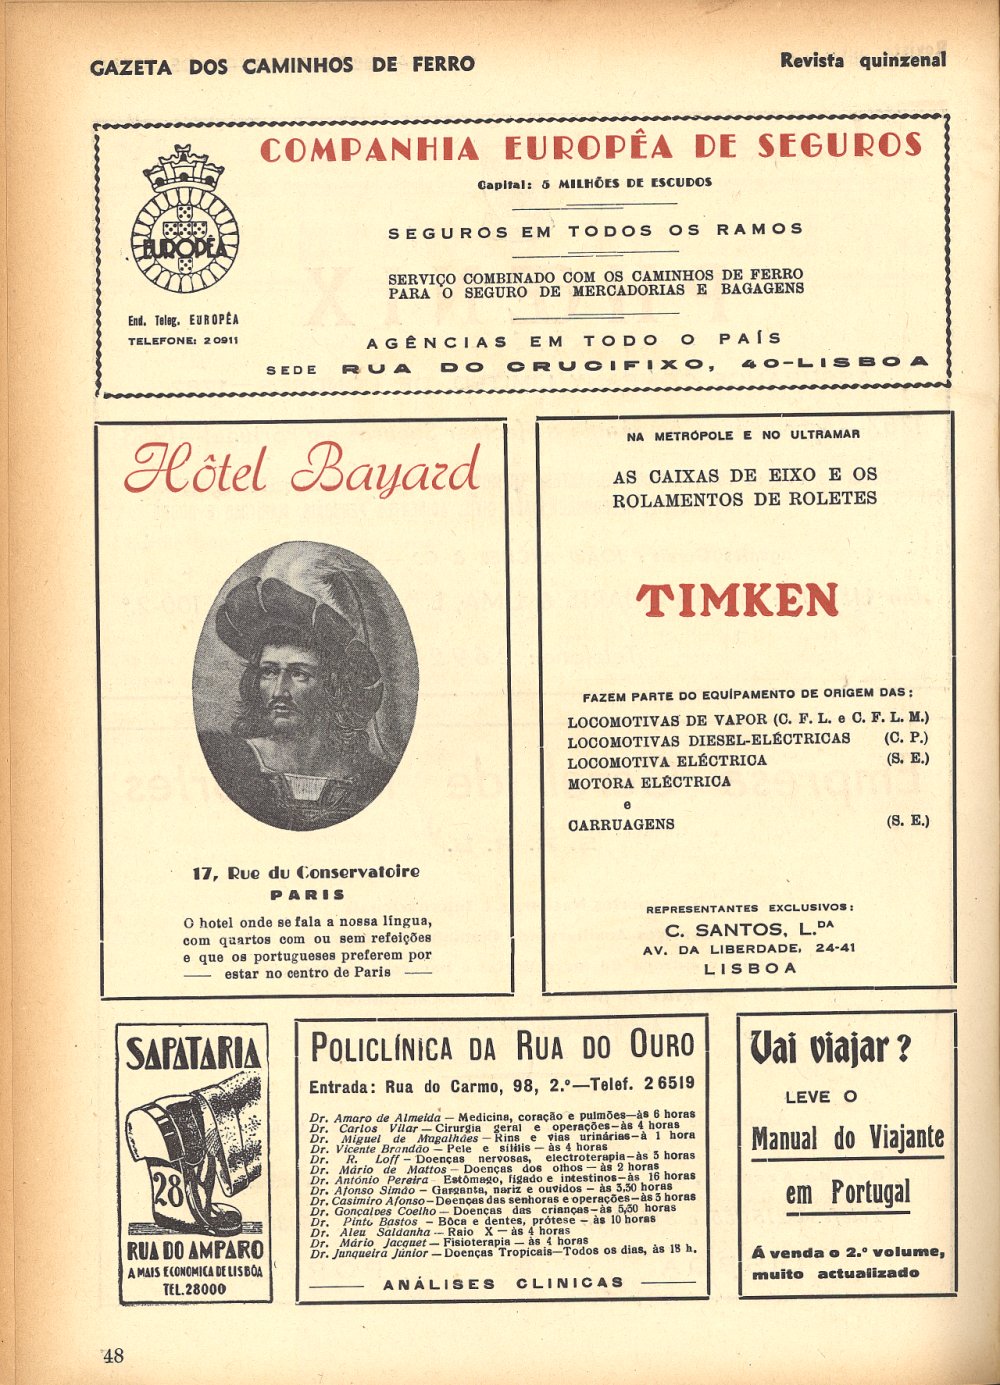 GAZETA DOS CAMINHOS DE FERRO
Revista quinzenal
COMPANHIA EUROPÊA DE SEGUROS
Capital: 5 MILHÕES DE ESCUDOS
SEGUROS EM TODOS OS RAMOS
SERVIÇO COMBINADO COM OS CAMINHOS DE FERRO
PARA O SEGURO DE MERCADORIAS E BAGAGENS
AGÊNCIAS EM TODO O PAÍS
SEDE RUA DO CRUCIFIXO, 40-LISBOA
EUROPÊA
End. Teleg. EUROPÊA
TELEFONE: 2 0911
Hôtel Bayard
17, Rue du Conservatoire
PARIS
O hotel onde se fala a nossa língua,
com quartos com ou sem refeições
e que os portugueses preferem por
estar no centro de Paris
NA METRÓPOLE E NO ULTRAMAR
AS CAIXAS DE EIXO E OS
ROLAMENTOS DE ROLETES
TIMKEN
FAZEM PARTE DO EQUÍPAMENTO DE ORIGEM DAS:
LOCOMOTIVAS DE VAPOR (C. F. L. e C. F. L. M.)
LOCOMOTIVAS DIESEL-ELÉCTRICAS (C. P.)
LOCOMOTIVA ELÉCTRICA (S. E.)
MOTORA ELÉCTRICA
e
CARRUAGENS (S. E.)
REPRESENTANTES EXCLUSIVOS:
C. SANTOS, L.DA
AV. DA LIBERDADE, 24-41
LISBOA
SAPATARIA
28
RUA DO AMPARO
A MAIS ECONOMICA DE LISBÔA
TEL. 28000
POLICLÍNICA DA RUA DO OURO
Entrada: Rua do Carmo, 98, 2.º—Telef. 2 6519
Dr. Amaro de Almeida — Medicina, coração e pulmões—às 6 horas
Dr. Carlos Vilar — Cirurgia geral e operações—às 4 horas
Dr. Miguel de Magalhães — Rins e vias urinárias—à 1 hora
Dr. Vicente Brandão — Pele e sífilis — às 4 horas
Dr. R. Loff — Doenças nervosas, electroterapia—às 3 horas
Dr. Mário de Mattos — Doenças dos olhos — às 2 horas
Dr. António Pereira — Estômago, fígado e intestinos—às 16 horas
Dr. Afonso Simão — Garganta, nariz e ouvidos — às 3,30 horas
Dr. Casimiro Afonso—Doenças das senhoras e operações—às 3 horas
Dr. Gonçalves Coelho — Doenças das crianças—às 5,30 horas
Dr. Pinto Bastos — Bôca e dentes, prótese — às 10 horas
Dr. Aleu Saldanha — Raio X — às 4 horas
Dr. Mário Jacquet — Fisioterapia — às 4 horas
Dr. Junqueira Júnior — Doenças Tropicais—Todos os dias, às 18 h.
ANÁLISES CLINICAS
Vai viajar?
LEVE O
Manual do Viajante
em Portugal
Á venda o 2.º volume,
muito actualizado
48